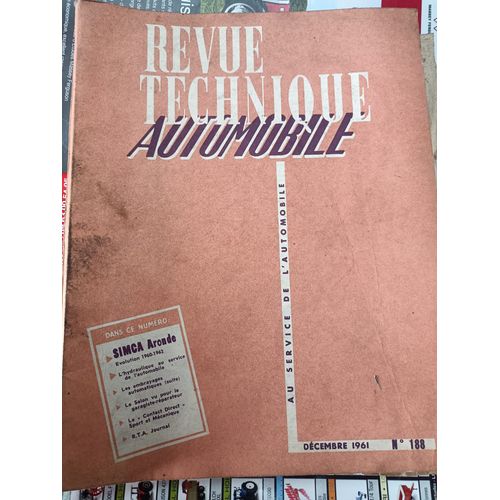 REVUE
TECHNIQUE
AUTOMOBILE
AU SERVICE DE L'AUTOMOBILE
DANS CE NUMÉRO
SIMCA Aronde
Evolution 1960-1962
L'hydraulique au service
de l'automobile
Les embrayages
automatiques (suite)
Le Salon vu pour le
garagiste-réparateur
Le « Contact Direct »
Sport et Mécanique
R.T.A. Journal
DÉCEMBRE 1961
N° 188